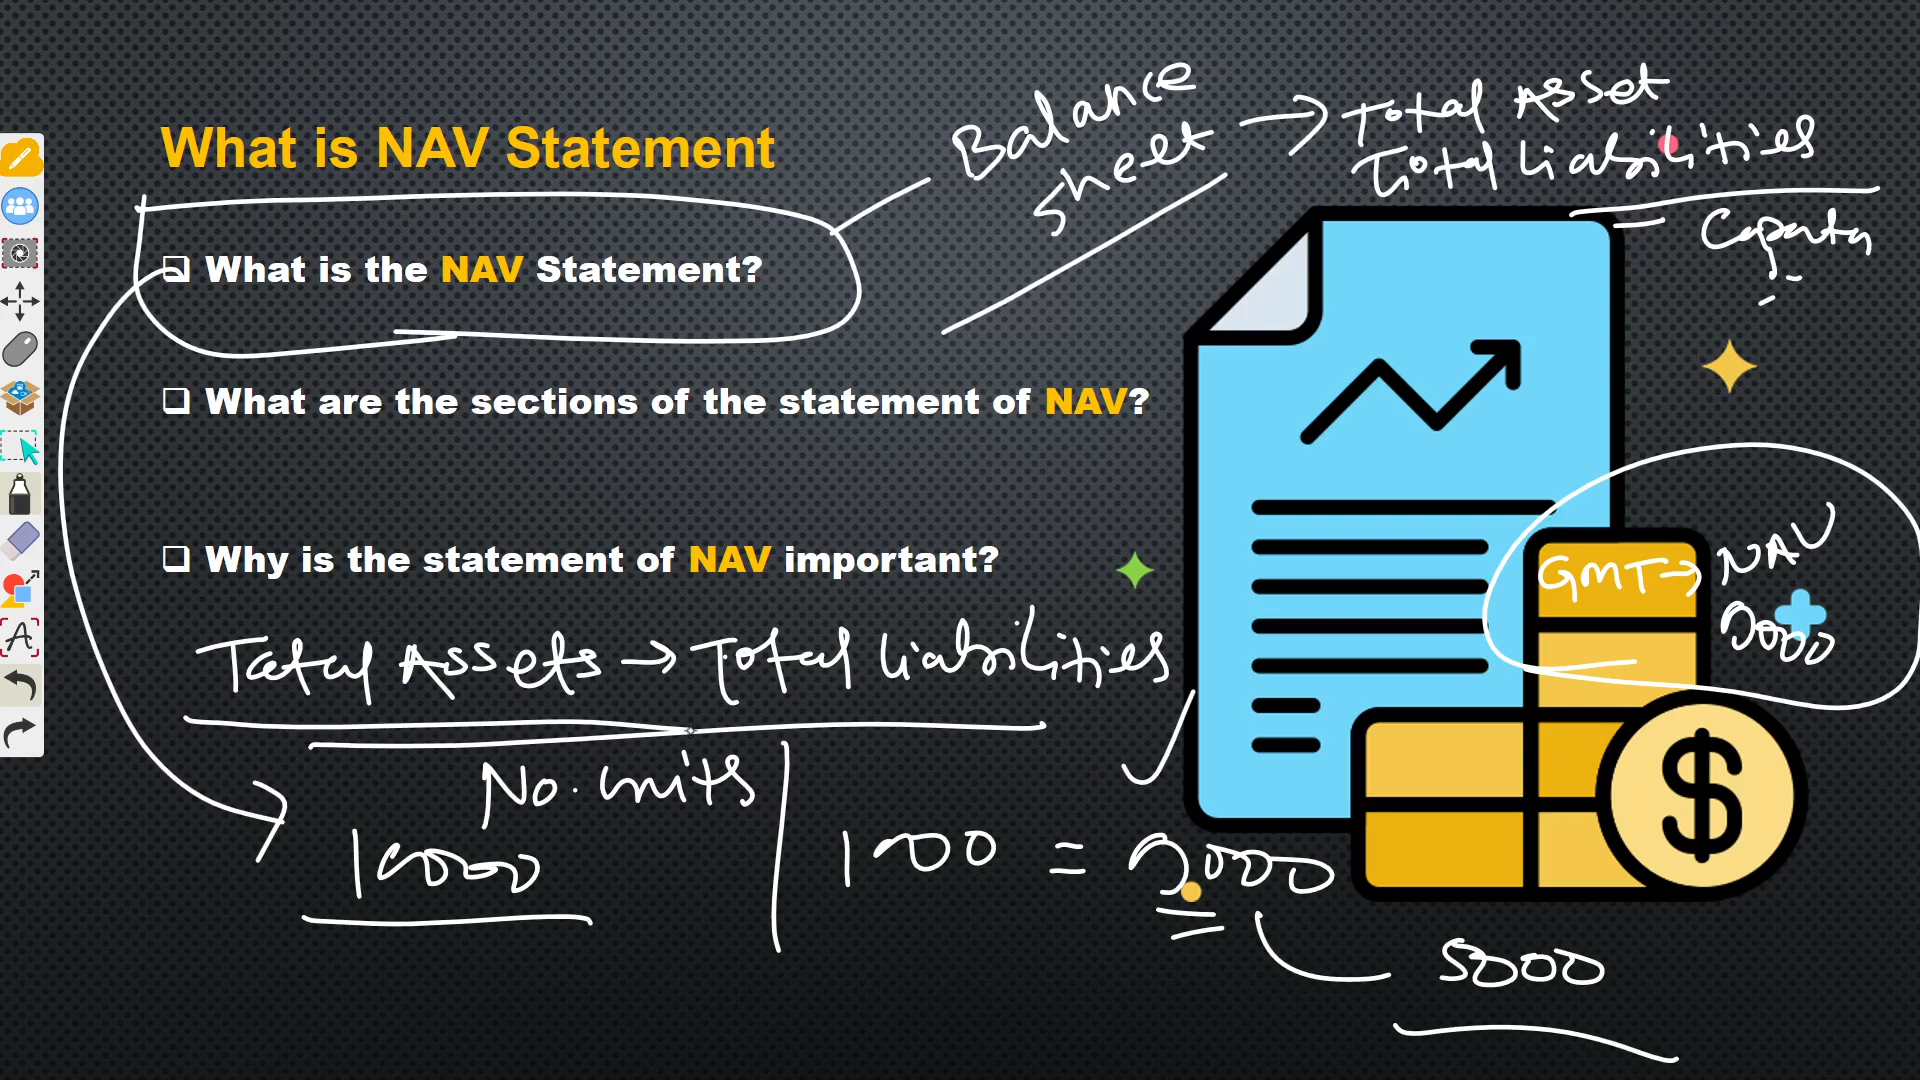 What is NAV Statement
Balance
Sheet
Total Asset
Total Liabilities
=
❑ What is the NAV Statement?
❑ What are the sections of the statement of NAV?
❑ Why is the statement of NAV important?
GMT → NAV
Total Assets → Total Liabilities
No. units
10000
1000 =
5000
$